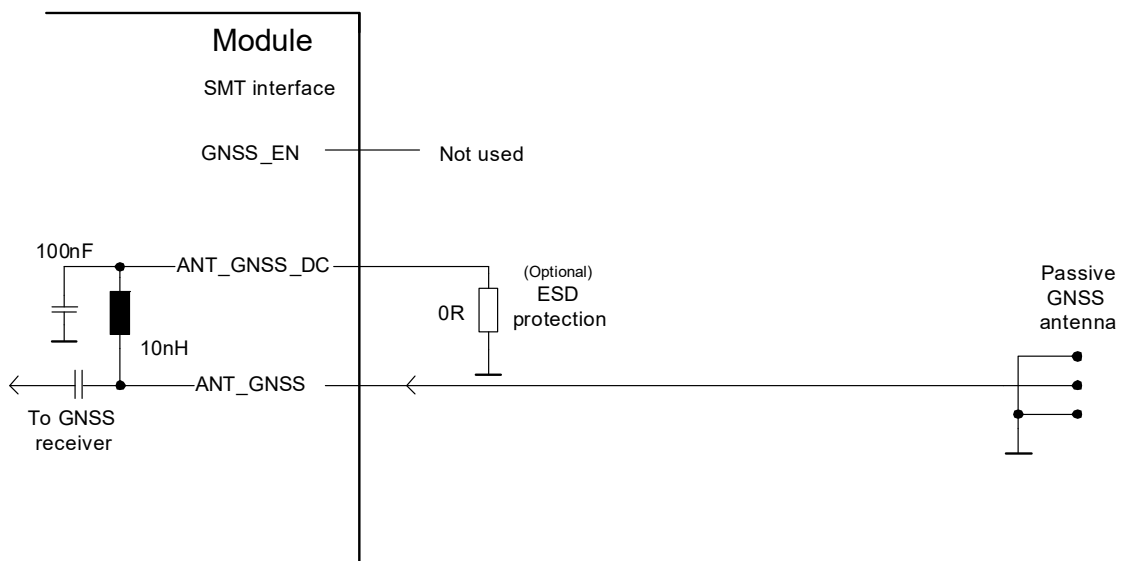 Module
SMT interface
GNSS_EN
Not used
100nF
ANT_GNSS_DC
10nH
0R
(Optional)
ESD
protection
Passive
GNSS
antenna
ANT_GNSS
To GNSS
receiver